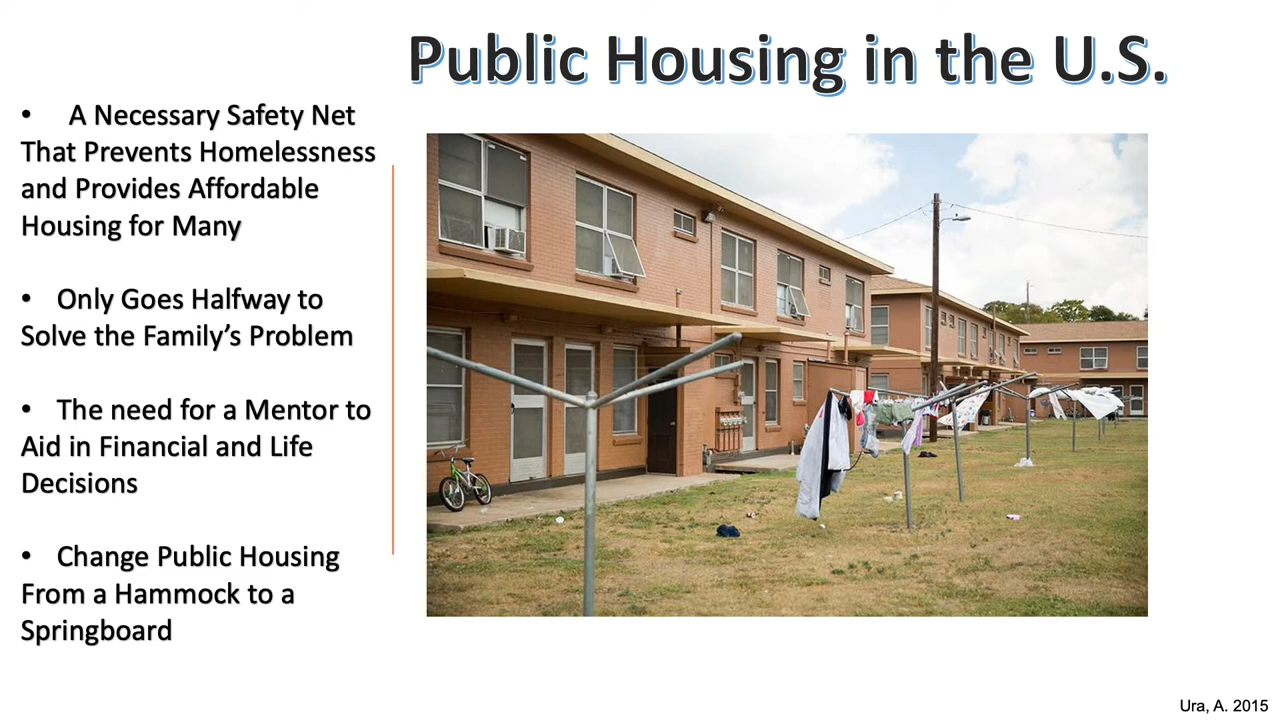 Public Housing in the U.S.
• A Necessary Safety Net
That Prevents Homelessness
and Provides Affordable
Housing for Many
• Only Goes Halfway to
Solve the Family’s Problem
• The need for a Mentor to
Aid in Financial and Life
Decisions
• Change Public Housing
From a Hammock to a
Springboard
Ura, A. 2015